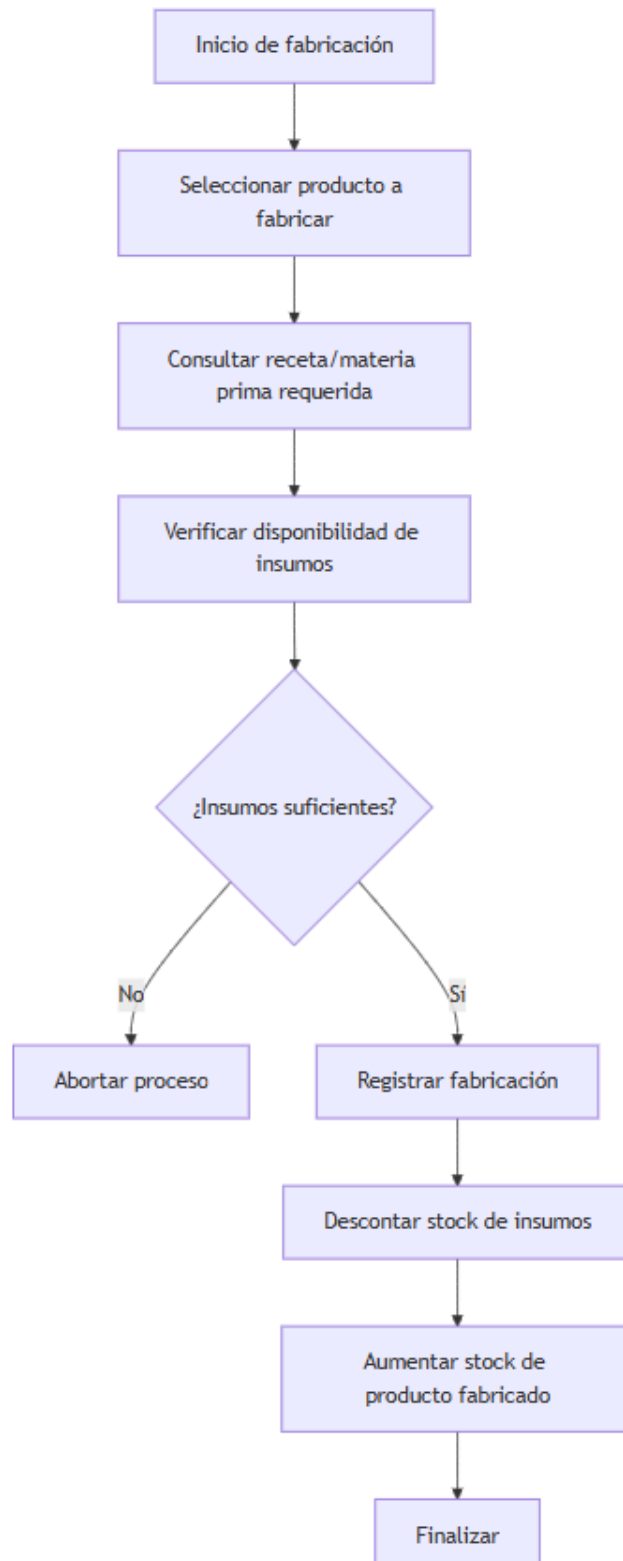 Inicio de fabricación
Seleccionar producto a
fabricar
Consultar receta/materia
prima requerida
Verificar disponibilidad de
insumos
¿Insumos suficientes?
No
Sí
Abortar proceso
Registrar fabricación
Descontar stock de insumos
Aumentar stock de
producto fabricado
Finalizar